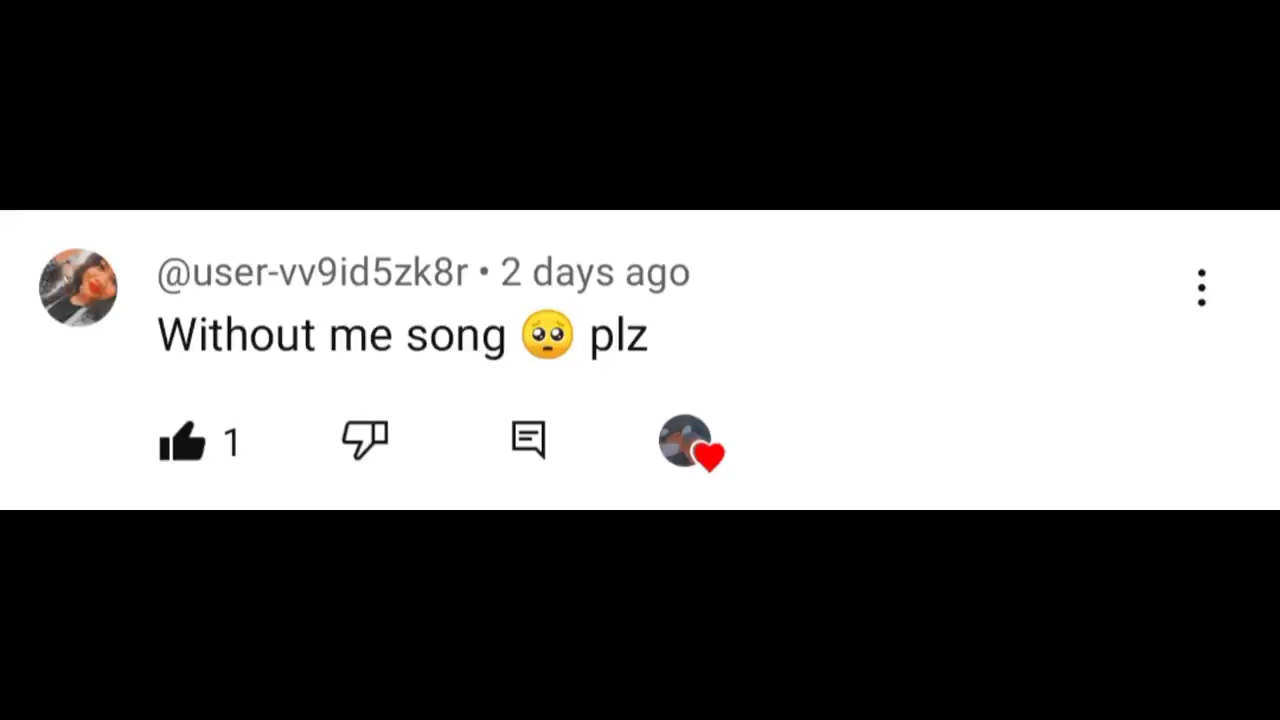 @user-vv9id5zk8r • 2 days ago
Without me song 🥺 plz
1